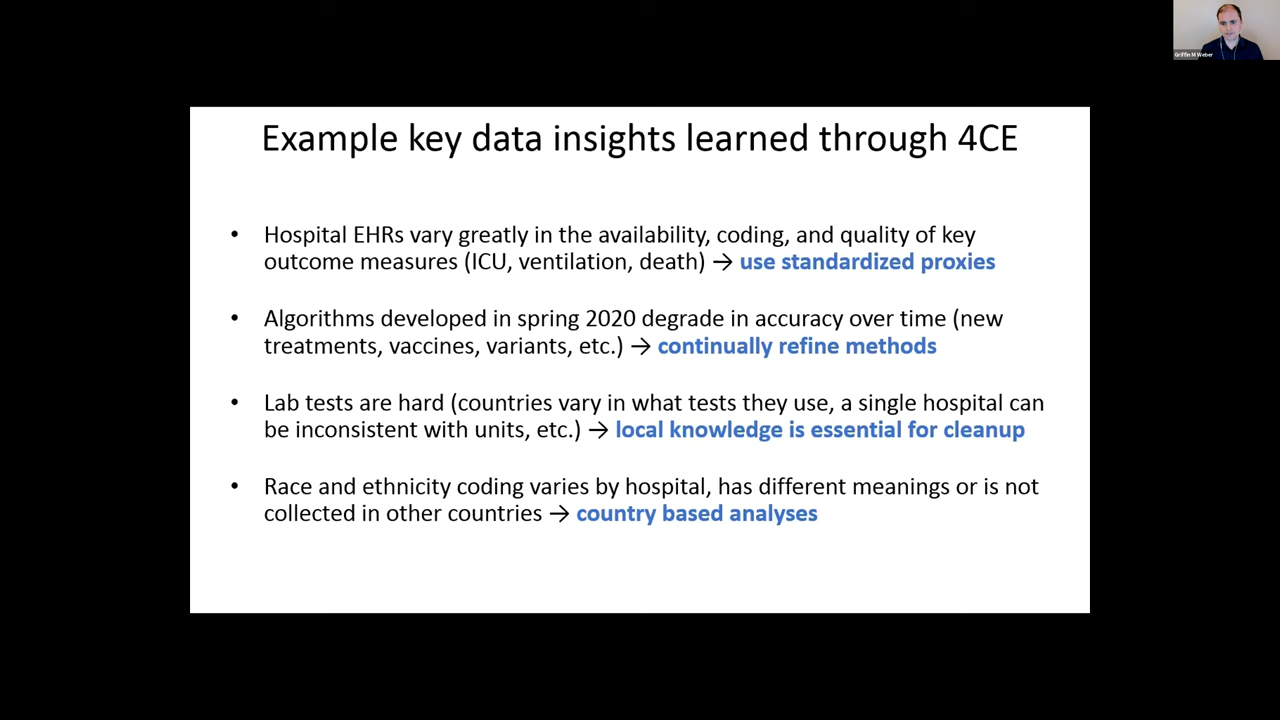 Griffin M Weber
Example key data insights learned through 4CE
• Hospital EHRs vary greatly in the availability, coding, and quality of key
outcome measures (ICU, ventilation, death) → use standardized proxies
• Algorithms developed in spring 2020 degrade in accuracy over time (new
treatments, vaccines, variants, etc.) → continually refine methods
• Lab tests are hard (countries vary in what tests they use, a single hospital can
be inconsistent with units, etc.) → local knowledge is essential for cleanup
• Race and ethnicity coding varies by hospital, has different meanings or is not
collected in other countries → country based analyses